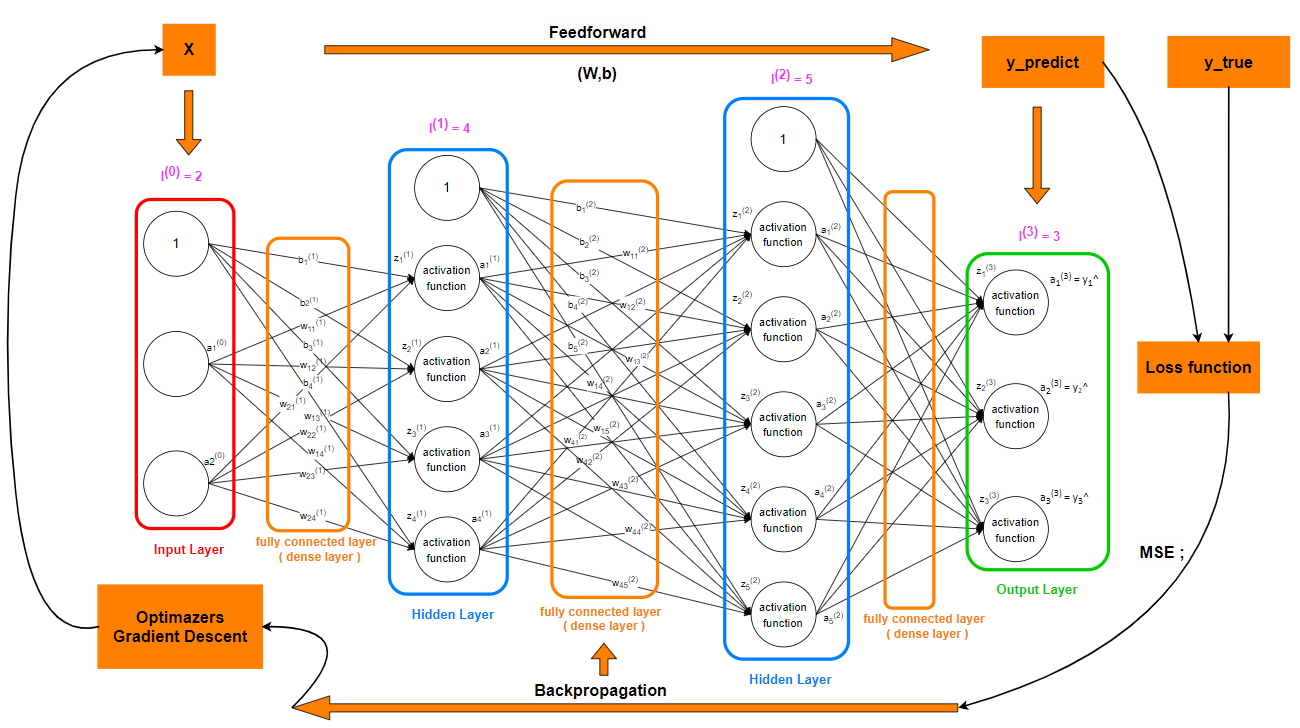 X
Feedforward
(W,b)
y_predict
y_true
l(0) = 2
l(1) = 4
l(2) = 5
l(3) = 3
1
a1(0)
a2(0)
Input Layer
b1(1)
b2(1)
w11(1)
b3(1)
w12(1)
b4(1)
w21(1)
w13(1)
w22(1)
w14(1)
w23(1)
w24(1)
fully connected layer
( dense layer )
1
z1(1)
activation
function
a1(1)
z2(1)
activation
function
a2(1)
z3(1)
activation
function
a3(1)
z4(1)
activation
function
a4(1)
Hidden Layer
b1(2)
b2(2)
w11(2)
b3(2)
b4(2)
w12(2)
b5(2)
w13(2)
w14(2)
w15(2)
w41(2)
w42(2)
w43(2)
w44(2)
w45(2)
fully connected layer
( dense layer )
1
z1(2)
activation
function
a1(2)
z2(2)
activation
function
a2(2)
z3(2)
activation
function
a3(2)
z4(2)
activation
function
a4(2)
z5(2)
activation
function
a5(2)
Hidden Layer
fully connected layer
( dense layer )
z1(3)
activation
function
a1(3) = y1^
z2(3)
activation
function
a2(3) = y2^
z3(3)
activation
function
a3(3) = y3^
Output Layer
Loss function
MSE ;
Optimazers
Gradient Descent
Backpropagation